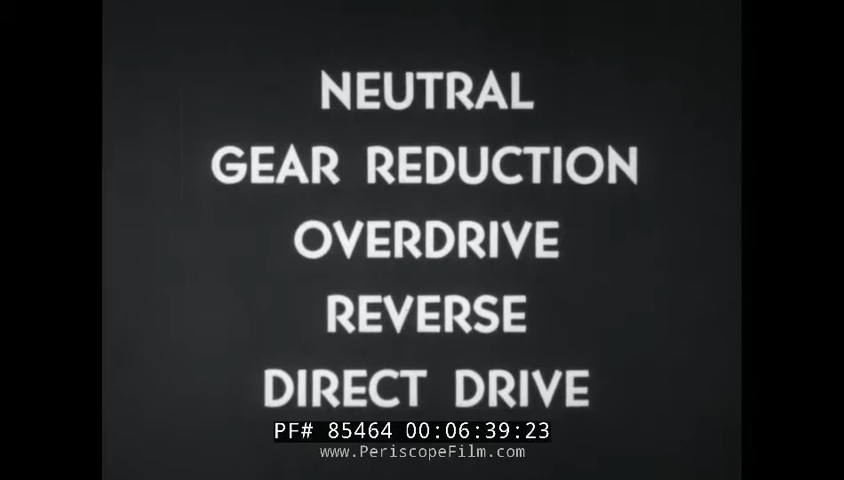 NEUTRAL
GEAR REDUCTION
OVERDRIVE
REVERSE
DIRECT DRIVE
PF# 85464 00:06:39:23
www.PeriscopeFilm.com